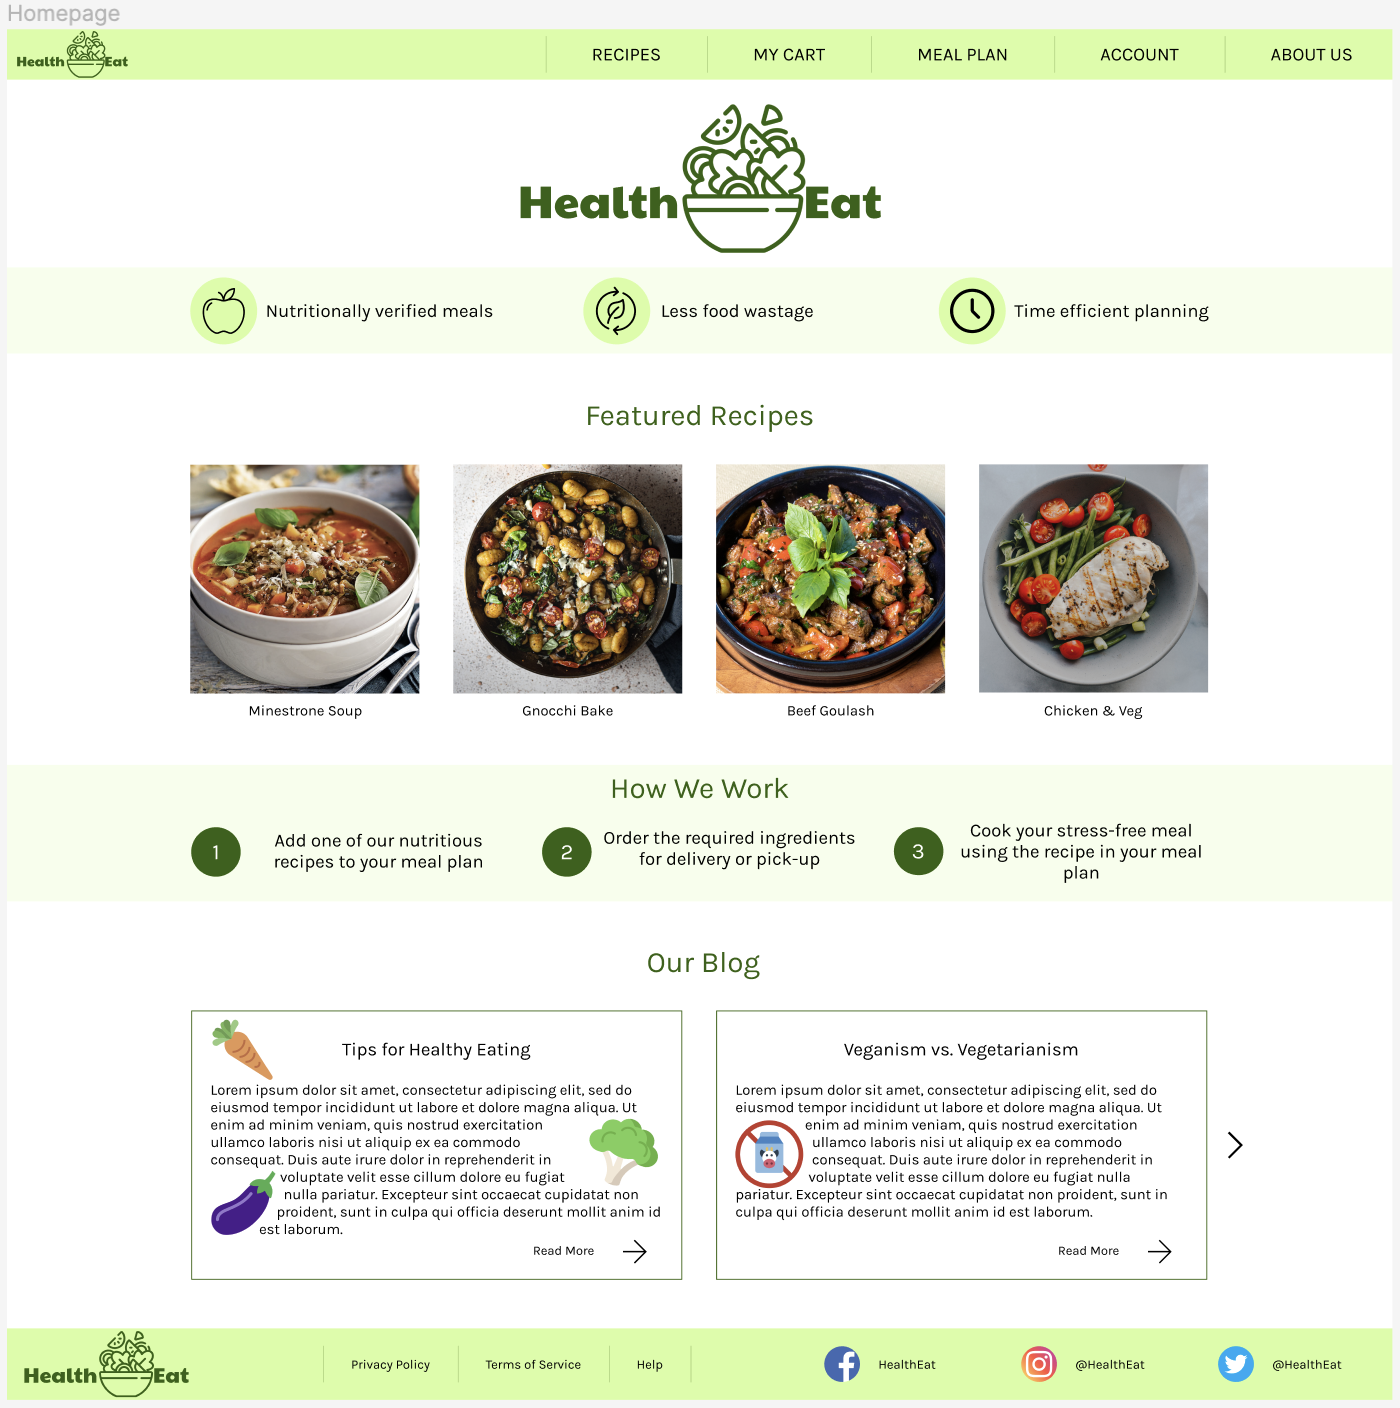 Homepage
Health Eat
RECIPES
MY CART
MEAL PLAN
ACCOUNT
ABOUT US
Health Eat
Nutritionally verified meals
Less food wastage
Time efficient planning
Featured Recipes
Minestrone Soup
Gnocchi Bake
Beef Goulash
Chicken & Veg
How We Work
1
Add one of our nutritious
recipes to your meal plan
2
Order the required ingredients
for delivery or pick-up
3
Cook your stress-free meal
using the recipe in your meal
plan
Our Blog
Tips for Healthy Eating
Lorem ipsum dolor sit amet, consectetur adipiscing elit, sed do
eiusmod tempor incididunt ut labore et dolore magna aliqua. Ut
enim ad minim veniam, quis nostrud exercitation
ullamco laboris nisi ut aliquip ex ea commodo
consequat. Duis aute irure dolor in reprehenderit in
voluptate velit esse cillum dolore eu fugiat
nulla pariatur. Excepteur sint occaecat cupidatat non
proident, sunt in culpa qui officia deserunt mollit anim id
est laborum.
Read More
Veganism vs. Vegetarianism
Lorem ipsum dolor sit amet, consectetur adipiscing elit, sed do
eiusmod tempor incididunt ut labore et dolore magna aliqua. Ut
enim ad minim veniam, quis nostrud exercitation
ullamco laboris nisi ut aliquip ex ea commodo
consequat. Duis aute irure dolor in reprehenderit in
voluptate velit esse cillum dolore eu fugiat nulla
pariatur. Excepteur sint occaecat cupidatat non proident, sunt in
culpa qui officia deserunt mollit anim id est laborum.
Read More
Health Eat
Privacy Policy
Terms of Service
Help
HealthEat
@HealthEat
@HealthEat